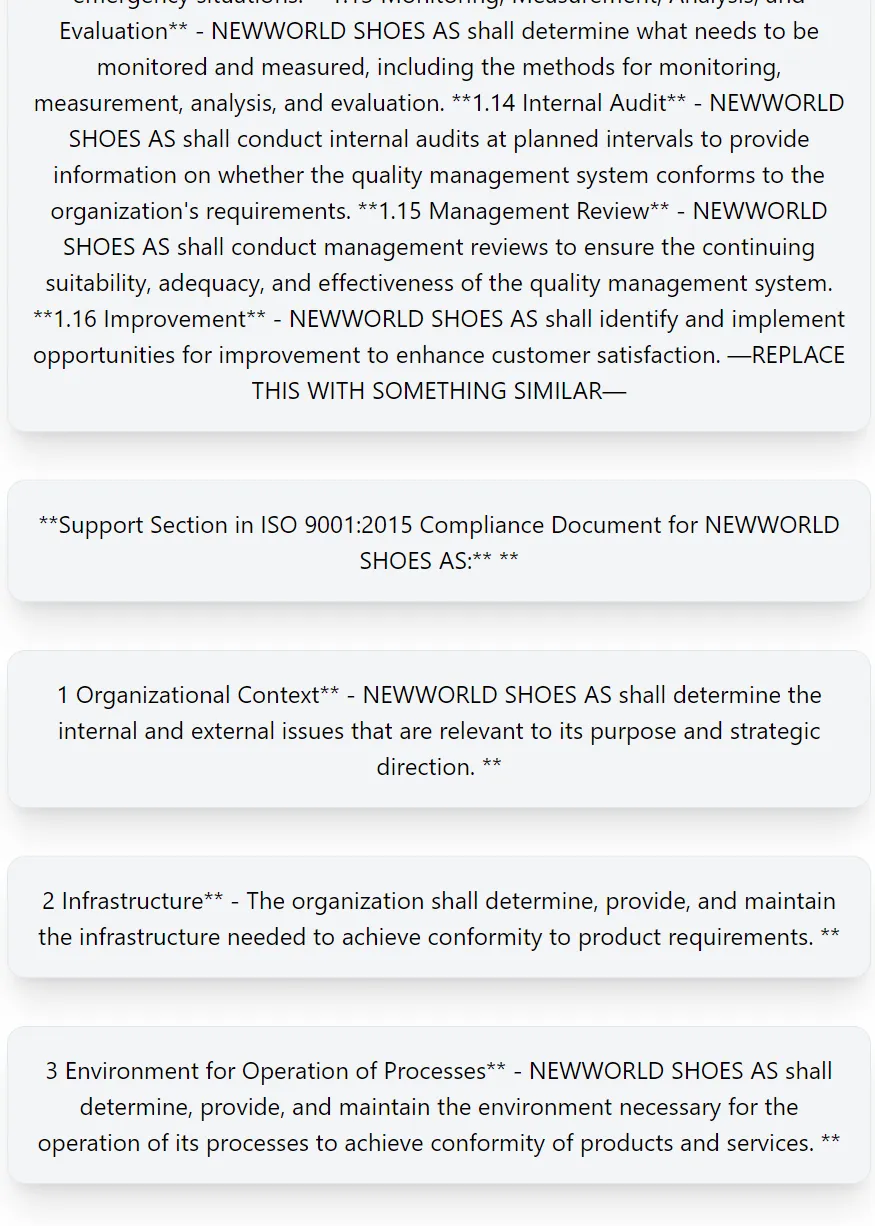 emergency situations. **1.13 Monitoring, Measurement, Analysis, and
Evaluation** - NEWWORLD SHOES AS shall determine what needs to be
monitored and measured, including the methods for monitoring,
measurement, analysis, and evaluation. **1.14 Internal Audit** - NEWWORLD
SHOES AS shall conduct internal audits at planned intervals to provide
information on whether the quality management system conforms to the
organization's requirements. **1.15 Management Review** - NEWWORLD
SHOES AS shall conduct management reviews to ensure the continuing
suitability, adequacy, and effectiveness of the quality management system.
**1.16 Improvement** - NEWWORLD SHOES AS shall identify and implement
opportunities for improvement to enhance customer satisfaction. —REPLACE
THIS WITH SOMETHING SIMILAR—
**Support Section in ISO 9001:2015 Compliance Document for NEWWORLD
SHOES AS:** **
1 Organizational Context** - NEWWORLD SHOES AS shall determine the
internal and external issues that are relevant to its purpose and strategic
direction. **
2 Infrastructure** - The organization shall determine, provide, and maintain
the infrastructure needed to achieve conformity to product requirements. **
3 Environment for Operation of Processes** - NEWWORLD SHOES AS shall
determine, provide, and maintain the environment necessary for the
operation of its processes to achieve conformity of products and services. **